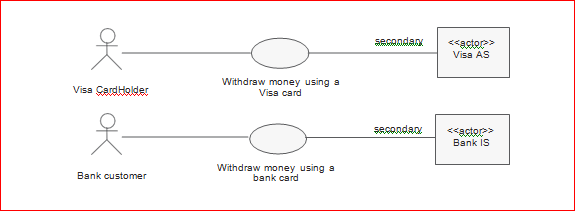 secondary
<<actor>>
Visa AS
Visa CardHolder
Withdraw money using a
Visa card
secondary
<<actor>>
Bank IS
Bank customer
Withdraw money using a
bank card